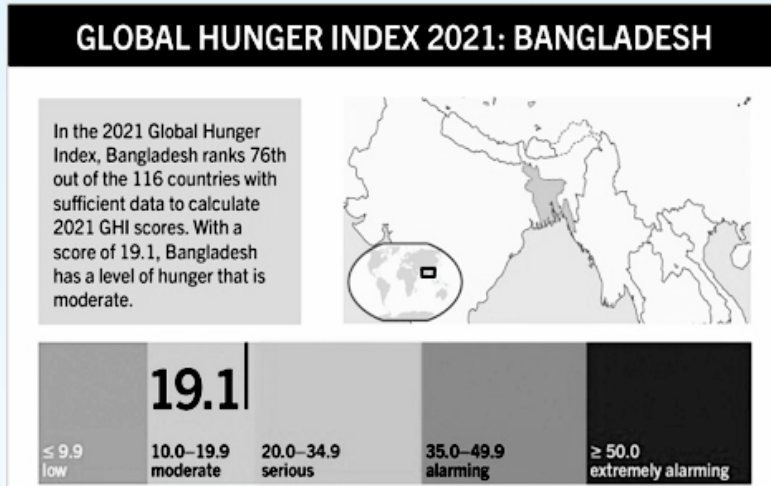 GLOBAL HUNGER INDEX 2021: BANGLADESH
In the 2021 Global Hunger
Index, Bangladesh ranks 76th
out of the 116 countries with
sufficient data to calculate
2021 GHI scores. With a
score of 19.1, Bangladesh
has a level of hunger that is
moderate.
19.1
≤ 9.9
low
10.0–19.9
moderate
20.0–34.9
serious
35.0–49.9
alarming
≥ 50.0
extremely alarming